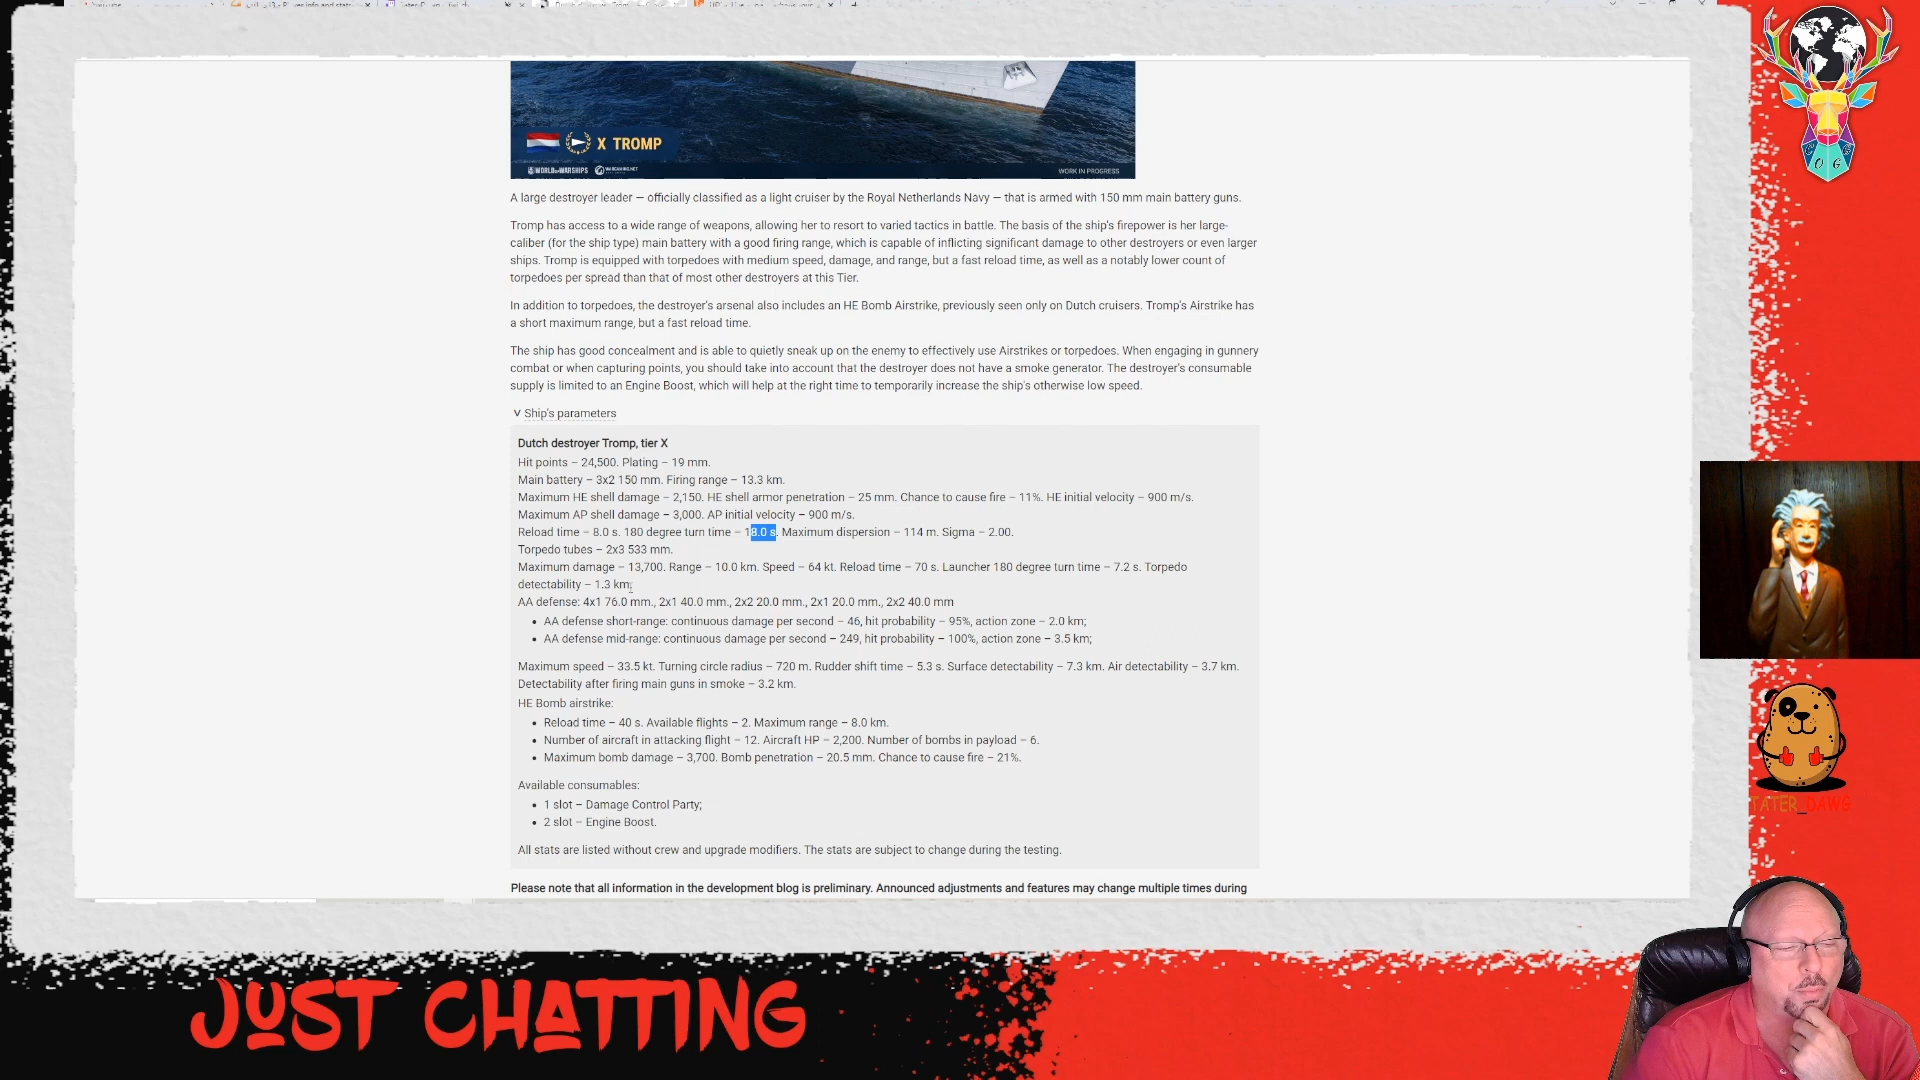 X TROMP
WORLD OF WARSHIPS WARGAMING.NET WORK IN PROGRESS
A large destroyer leader — officially classified as a light cruiser by the Royal Netherlands Navy — that is armed with 150 mm main battery guns.
Tromp has access to a wide range of weapons, allowing her to resort to varied tactics in battle. The basis of the ship's firepower is her large-
caliber (for the ship type) main battery with a good firing range, which is capable of inflicting significant damage to other destroyers or even larger
ships. Tromp is equipped with torpedoes with medium speed, damage, and range, but a fast reload time, as well as a notably lower count of
torpedoes per spread than that of most other destroyers at this Tier.
In addition to torpedoes, the destroyer's arsenal also includes an HE Bomb Airstrike, previously seen only on Dutch cruisers. Tromp's Airstrike has
a short maximum range, but a fast reload time.
The ship has good concealment and is able to quietly sneak up on the enemy to effectively use Airstrikes or torpedoes. When engaging in gunnery
combat or when capturing points, you should take into account that the destroyer does not have a smoke generator. The destroyer's consumable
supply is limited to an Engine Boost, which will help at the right time to temporarily increase the ship's otherwise low speed.
˅ Ship's parameters
Dutch destroyer Tromp, tier X
Hit points – 24,500. Plating – 19 mm.
Main battery – 3x2 150 mm. Firing range – 13.3 km.
Maximum HE shell damage – 2,150. HE shell armor penetration – 25 mm. Chance to cause fire – 11%. HE initial velocity – 900 m/s.
Maximum AP shell damage – 3,000. AP initial velocity – 900 m/s.
Reload time – 8.0 s. 180 degree turn time – 18.0 s. Maximum dispersion – 114 m. Sigma – 2.00.
Torpedo tubes – 2x3 533 mm.
Maximum damage – 13,700. Range – 10.0 km. Speed – 64 kt. Reload time – 70 s. Launcher 180 degree turn time – 7.2 s. Torpedo
detectability – 1.3 km.
AA defense: 4x1 76.0 mm., 2x1 40.0 mm., 2x2 20.0 mm., 2x1 20.0 mm., 2x2 40.0 mm
• AA defense short-range: continuous damage per second – 46, hit probability – 95%, action zone – 2.0 km;
• AA defense mid-range: continuous damage per second – 249, hit probability – 100%, action zone – 3.5 km;
Maximum speed – 33.5 kt. Turning circle radius – 720 m. Rudder shift time – 5.3 s. Surface detectability – 7.3 km. Air detectability – 3.7 km.
Detectability after firing main guns in smoke – 3.2 km.
HE Bomb airstrike:
• Reload time – 40 s. Available flights – 2. Maximum range – 8.0 km.
• Number of aircraft in attacking flight – 12. Aircraft HP – 2,200. Number of bombs in payload – 6.
• Maximum bomb damage – 3,700. Bomb penetration – 20.5 mm. Chance to cause fire – 21%.
Available consumables:
• 1 slot – Damage Control Party;
• 2 slot – Engine Boost.
All stats are listed without crew and upgrade modifiers. The stats are subject to change during the testing.
Please note that all information in the development blog is preliminary. Announced adjustments and features may change multiple times during
OG
TATER_DAWG
JUST CHATTING